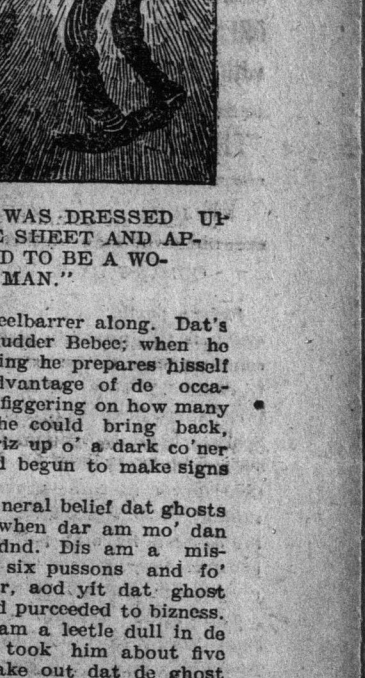 WAS DRESSED UP
SHEET AND AP-
D TO BE A WO-
MAN."
eelbarrer along. Dat's
udder Bebee; when he
ing he prepares hisself
dvantage of de occa-
figgering on how many
he could bring back,
riz up o' a dark co'ner
d begun to make signs
neral belief dat ghosts
when dar am mo' dan
dnd. Dis am a mis-
six pussons and fo'
r, aod yit dat ghost
d purceeded to bizness.
am a leetle dull in de
took him about five
ake out dat de ghost